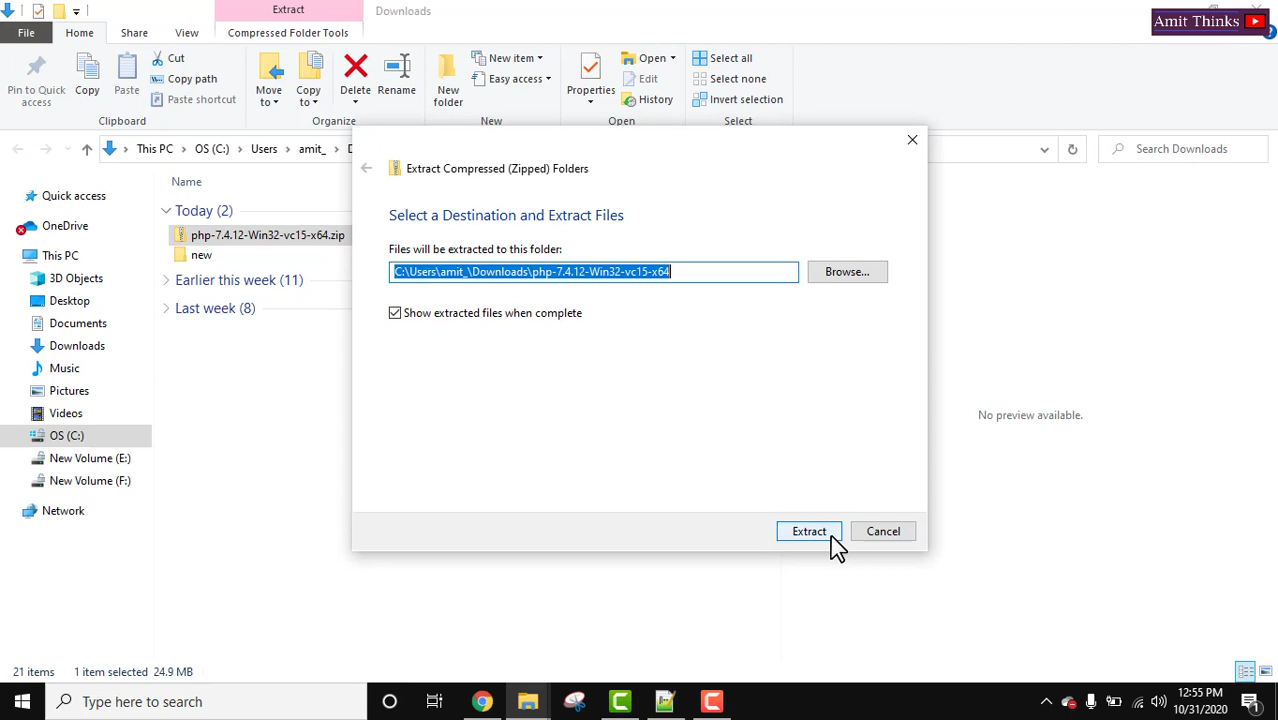 Extract
Downloads
Amit Thinks
File
Home
Share
View
Compressed Folder Tools
Pin to Quick access
Copy
Paste
Cut
Copy path
Paste shortcut
Clipboard
Move to
Copy to
Delete
Rename
Organize
New folder
New item
Easy access
New
Properties
Open
Edit
History
Open
Select all
Select none
Invert selection
Select
This PC
OS (C:)
Users
amit_
Search Downloads
Quick access
OneDrive
This PC
3D Objects
Desktop
Documents
Downloads
Music
Pictures
Videos
OS (C:)
New Volume (E:)
New Volume (F:)
Network
Name
Today (2)
php-7.4.12-Win32-vc15-x64.zip
new
Earlier this week (11)
Last week (8)
Extract Compressed (Zipped) Folders
Select a Destination and Extract Files
Files will be extracted to this folder:
C:\Users\amit_\Downloads\php-7.4.12-Win32-vc15-x64
Browse...
Show extracted files when complete
Extract
Cancel
No preview available.
21 items
1 item selected 24.9 MB
Type here to search
12:55 PM
10/31/2020
1